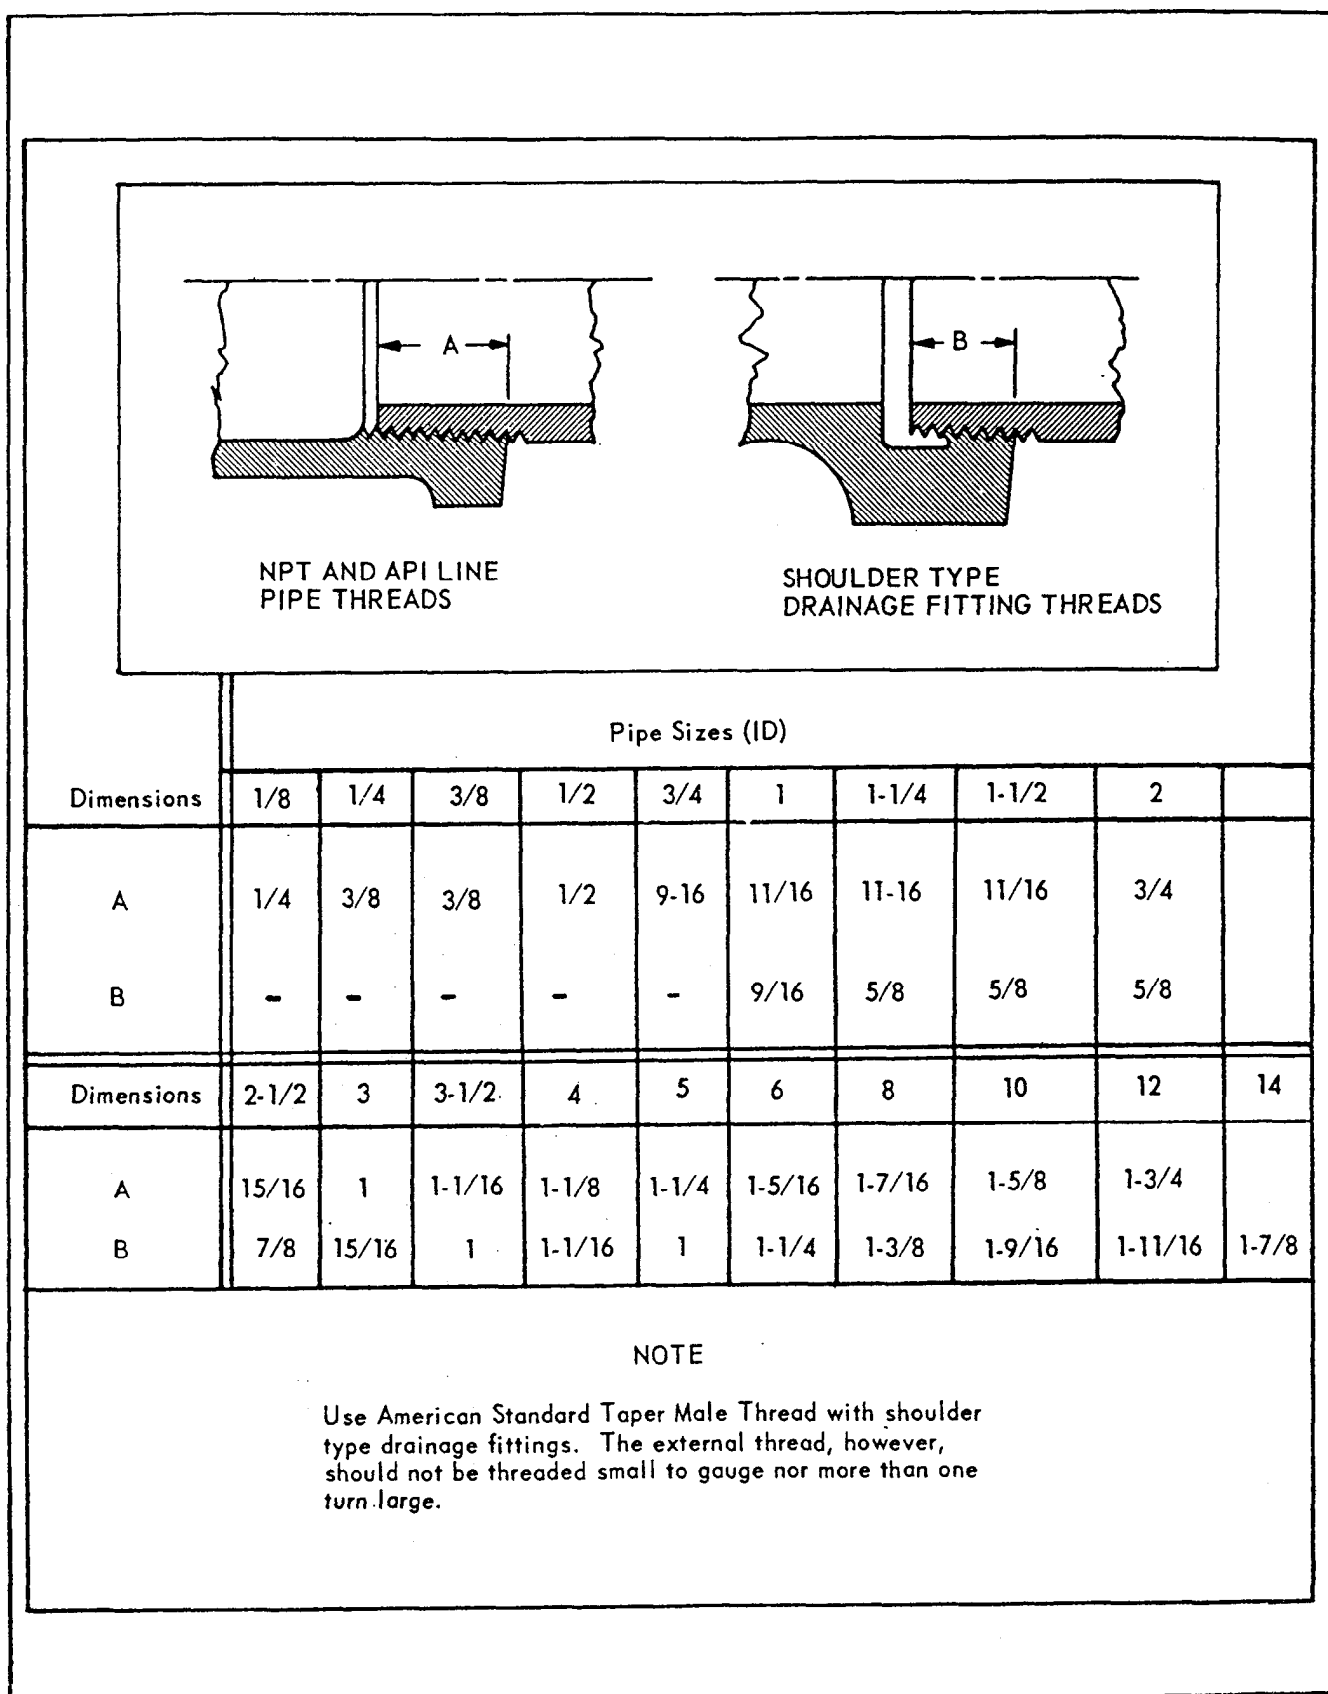 A
B
NPT AND API LINE
PIPE THREADS
SHOULDER TYPE
DRAINAGE FITTING THREADS
Pipe Sizes (ID)
Dimensions 1/8 1/4 3/8 1/2 3/4 1 1-1/4 1-1/2 2
A 1/4 3/8 3/8 1/2 9-16 11/16 11-16 11/16 3/4
B - - - - - 9/16 5/8 5/8 5/8
Dimensions 2-1/2 3 3-1/2 4 5 6 8 10 12 14
A 15/16 1 1-1/16 1-1/8 1-1/4 1-5/16 1-7/16 1-5/8 1-3/4
B 7/8 15/16 1 1-1/16 1 1-1/4 1-3/8 1-9/16 1-11/16 1-7/8
NOTE
Use American Standard Taper Male Thread with shoulder
type drainage fittings. The external thread, however,
should not be threaded small to gauge nor more than one
turn large.